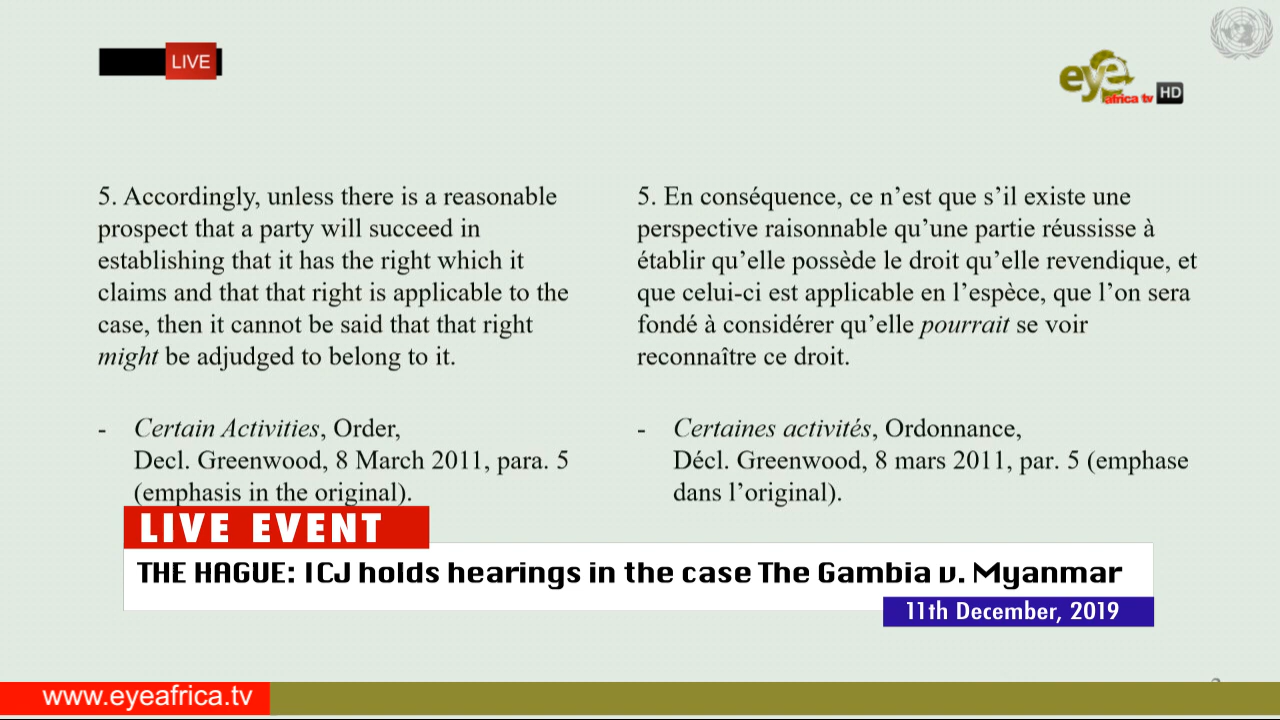 LIVE
eye
africa tv HD
5. Accordingly, unless there is a reasonable
prospect that a party will succeed in
establishing that it has the right which it
claims and that that right is applicable to the
case, then it cannot be said that that right
might be adjudged to belong to it.
- Certain Activities, Order,
Decl. Greenwood, 8 March 2011, para. 5
(emphasis in the original).
5. En conséquence, ce n’est que s’il existe une
perspective raisonnable qu’une partie réussisse à
établir qu’elle possède le droit qu’elle revendique, et
que celui-ci est applicable en l’espèce, que l’on sera
fondé à considérer qu’elle pourrait se voir
reconnaître ce droit.
- Certaines activités, Ordonnance,
Décl. Greenwood, 8 mars 2011, par. 5 (emphase
dans l’original).
LIVE EVENT
THE HAGUE: ICJ holds hearings in the case The Gambia v. Myanmar
11th December, 2019
www.eyeafrica.tv